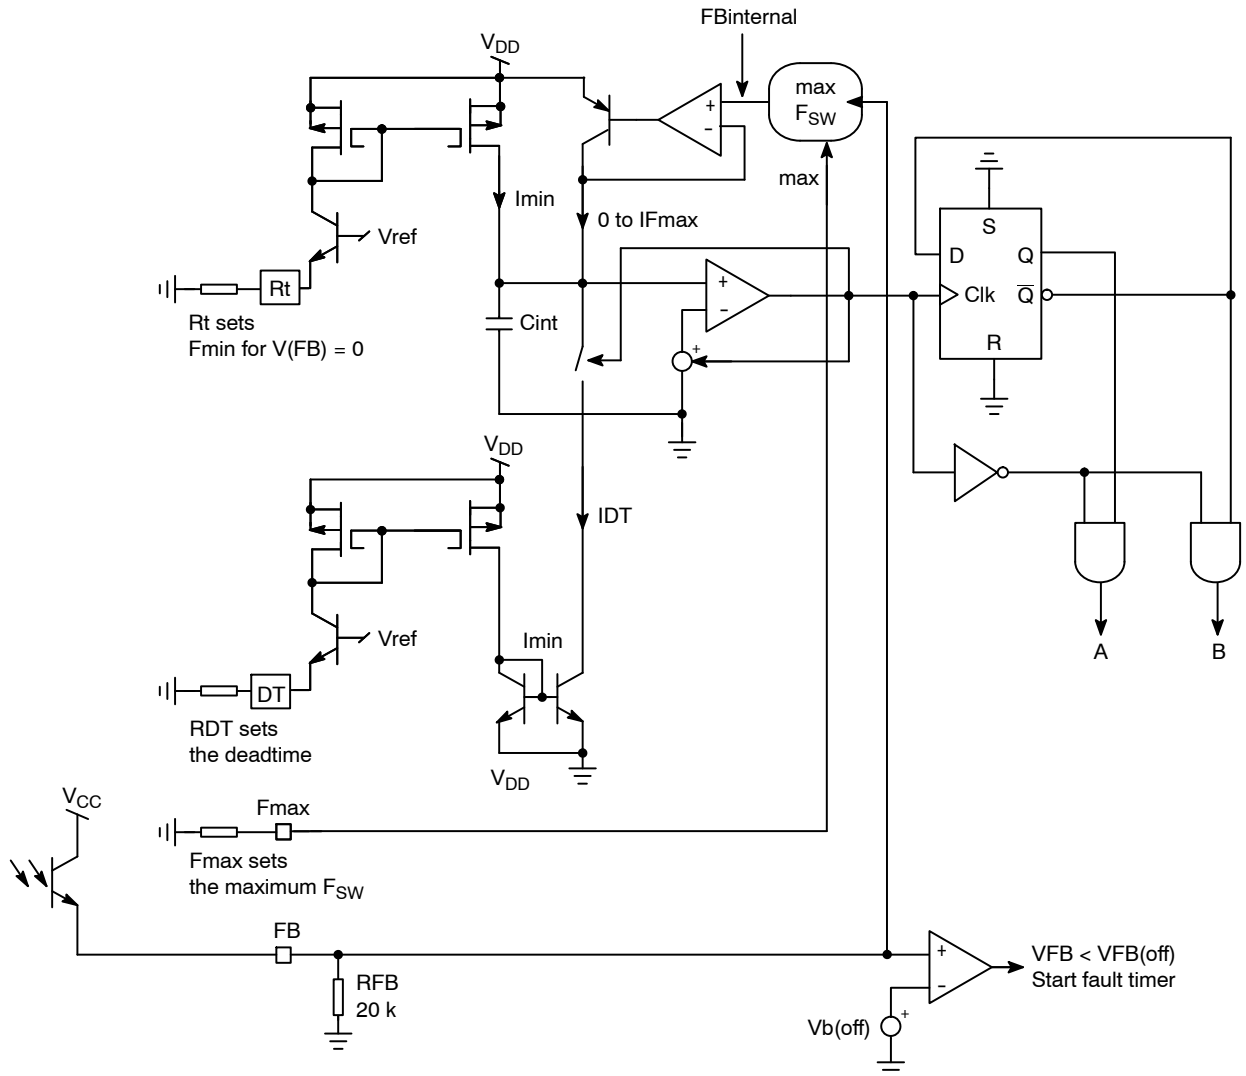 FBinternal
VDD
max
FSW
+
−
max
Imin
0 to IFmax
Vref
Rt
Rt sets
Fmin for V(FB) = 0
Cint
+
−
+
S
D
Q
Clk
Q̅
R
VDD
IDT
Vref
Imin
DT
RDT sets
the deadtime
VDD
A
B
VCC
Fmax
Fmax sets
the maximum FSW
FB
RFB
20 k
+
−
VFB < VFB(off)
Start fault timer
Vb(off)
+